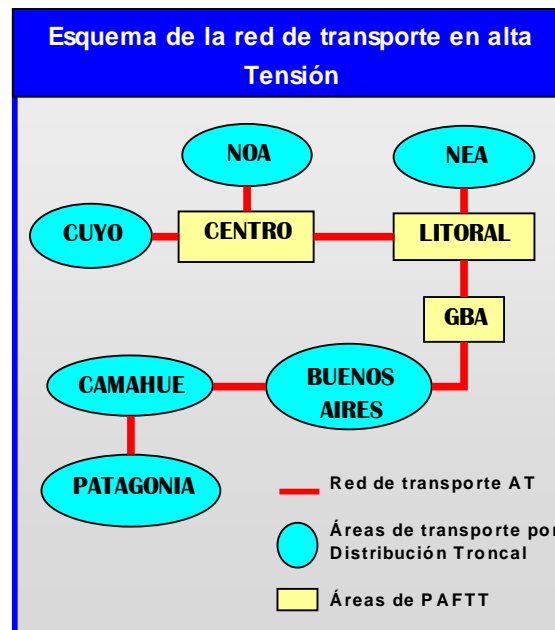 Esquema de la red de transporte en alta
Tensión
NOA
NEA
CUYO
CENTRO
LITORAL
GBA
CAMAHUE
BUENOS
AIRES
PATAGONIA
Red de transporte AT
Áreas de transporte por
Distribución Troncal
Áreas de PAFTT